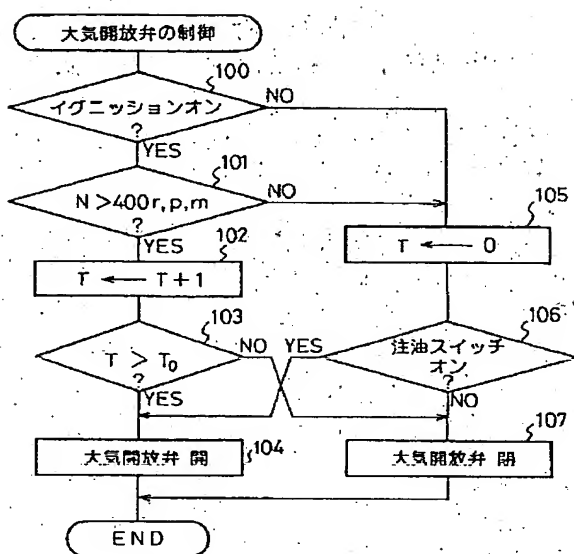 大気開放弁の制御
100
イグニッションオン
?
NO
YES
101
N >400r,p,m
?
NO
YES
102
105
T ← T+1
T ← 0
103
106
T > T₀
?
NO
YES
注油スイッチ
オン
?
YES
NO
104
107
大気開放弁 開
大気開放弁 閉
END